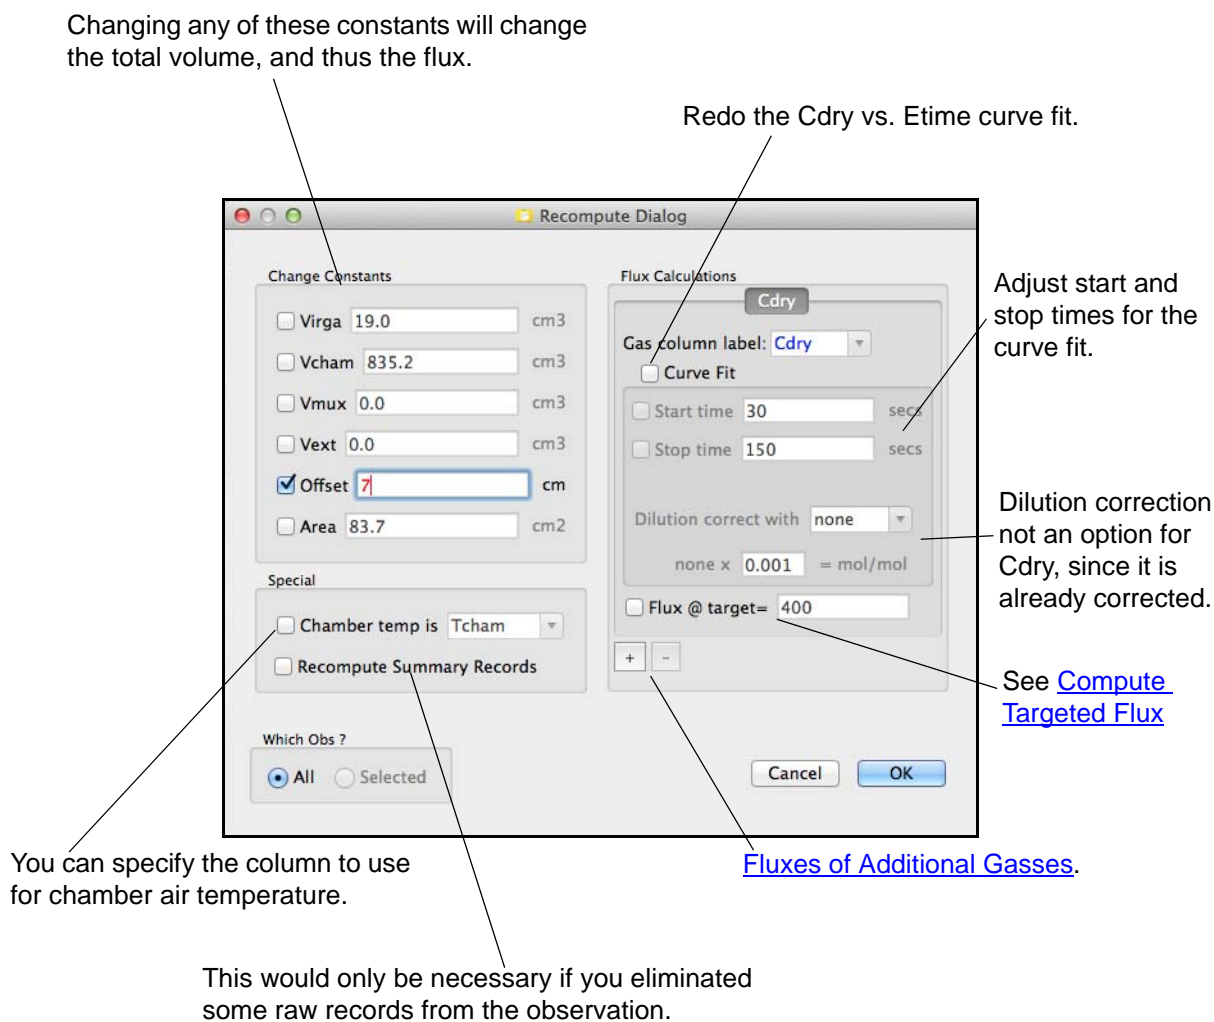 Changing any of these constants will change
the total volume, and thus the flux.
Redo the Cdry vs. Etime curve fit.
Recompute Dialog
Change Constants
Virga 19.0 cm3
Vcham 835.2 cm3
Vmux 0.0 cm3
Vext 0.0 cm3
Offset 7 cm
Area 83.7 cm2
Special
Chamber temp is Tcham
Recompute Summary Records
Which Obs ?
All Selected
Flux Calculations
Cdry
Gas column label: Cdry
Curve Fit
Start time 30 secs
Stop time 150 secs
Dilution correct with none
none x 0.001 = mol/mol
Flux @ target= 400
+ -
Cancel OK
Adjust start and
stop times for the
curve fit.
Dilution correction
not an option for
Cdry, since it is
already corrected.
See Compute
Targeted Flux
You can specify the column to use
for chamber air temperature.
Fluxes of Additional Gasses.
This would only be necessary if you eliminated
some raw records from the observation.